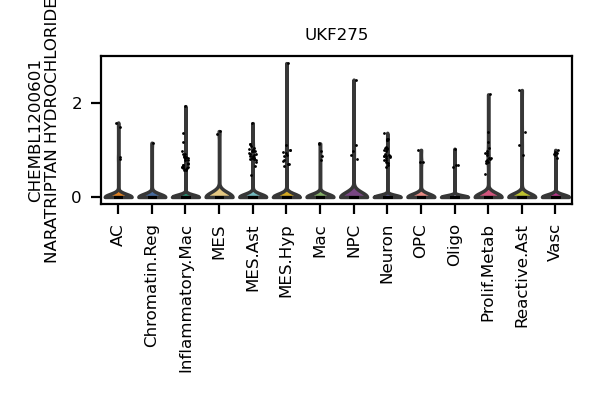 UKF275
CHEMBL1200601
NARATRIPTAN HYDROCHLORIDE
2
0
AC
Chromatin.Reg
Inflammatory.Mac
MES
MES.Ast
MES.Hyp
Mac
NPC
Neuron
OPC
Oligo
Prolif.Metab
Reactive.Ast
Vasc